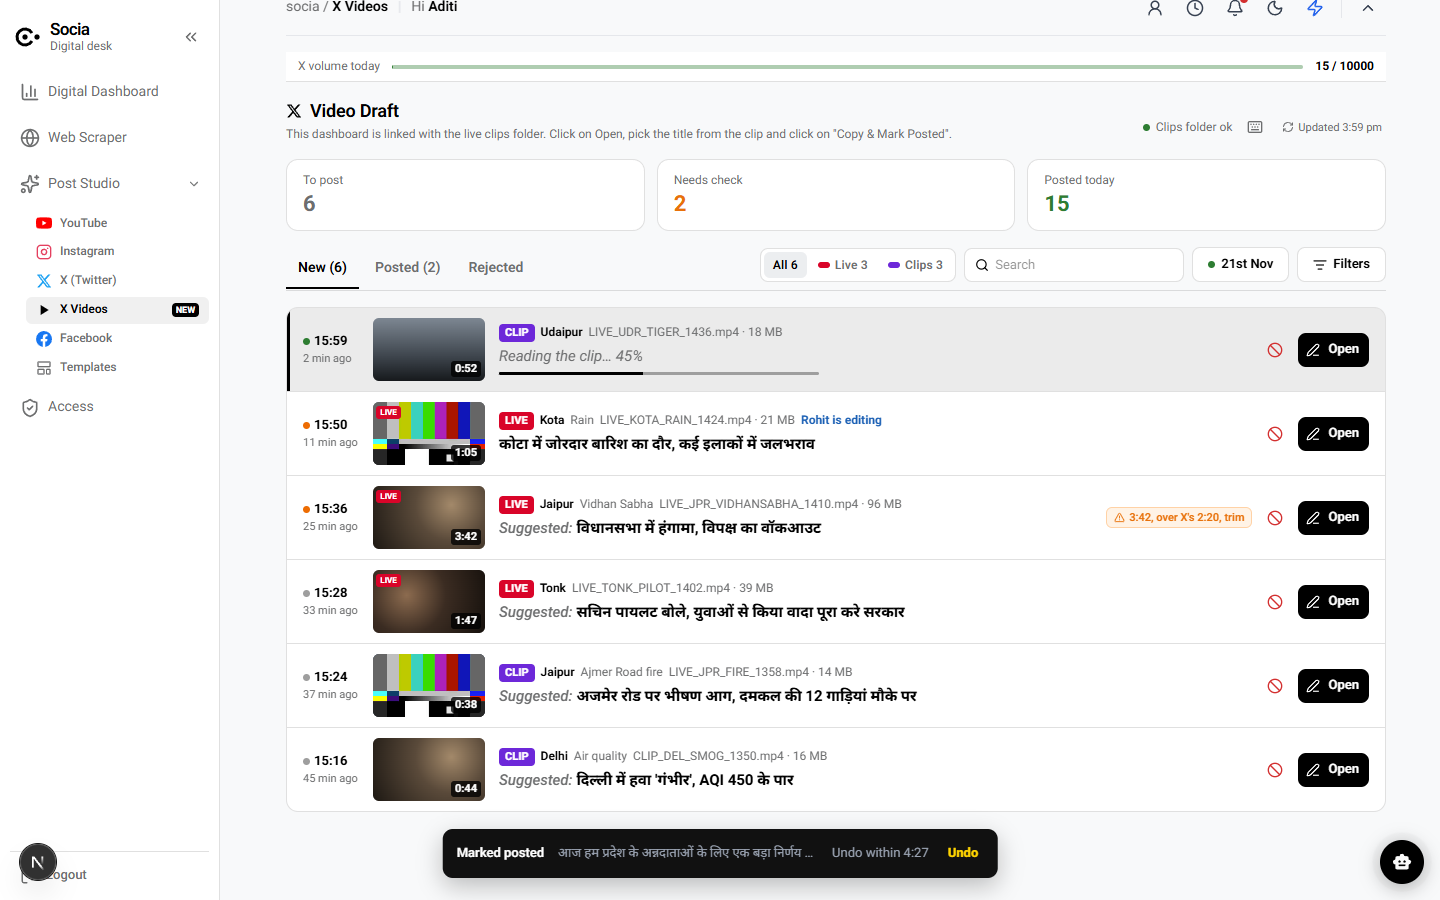 Socia
Digital desk
Digital Dashboard
Web Scraper
Post Studio
YouTube
Instagram
X (Twitter)
X Videos NEW
Facebook
Templates
Access
N
Logout
socia / X Videos Hi Aditi
X volume today 15 / 10000
Video Draft
This dashboard is linked with the live clips folder. Click on Open, pick the title from the clip and click on "Copy & Mark Posted".
Clips folder ok Updated 3:59 pm
To post
6
Needs check
2
Posted today
15
New (6) Posted (2) Rejected
All 6 Live 3 Clips 3 Search 21st Nov Filters
15:59
2 min ago
0:52
CLIP Udaipur LIVE_UDR_TIGER_1436.mp4 · 18 MB
Reading the clip... 45%
Open
15:50
11 min ago
LIVE
1:05
LIVE Kota Rain LIVE_KOTA_RAIN_1424.mp4 · 21 MB Rohit is editing
कोटा में जोरदार बारिश का दौर, कई इलाकों में जलभराव
Open
15:36
25 min ago
LIVE
3:42
LIVE Jaipur Vidhan Sabha LIVE_JPR_VIDHANSABHA_1410.mp4 · 96 MB
Suggested: विधानसभा में हंगामा, विपक्ष का वॉकआउट
3:42, over X's 2:20, trim
Open
15:28
33 min ago
LIVE
1:47
LIVE Tonk LIVE_TONK_PILOT_1402.mp4 · 39 MB
Suggested: सचिन पायलट बोले, युवाओं से किया वादा पूरा करे सरकार
Open
15:24
37 min ago
0:38
CLIP Jaipur Ajmer Road fire LIVE_JPR_FIRE_1358.mp4 · 14 MB
Suggested: अजमेर रोड पर भीषण आग, दमकल की 12 गाड़ियां मौके पर
Open
15:16
45 min ago
0:44
CLIP Delhi Air quality CLIP_DEL_SMOG_1350.mp4 · 16 MB
Suggested: दिल्ली में हवा 'गंभीर', AQI 450 के पार
Open
Marked posted आज हम प्रदेश के अन्नदाताओं के लिए एक बड़ा निर्णय ... Undo within 4:27 Undo